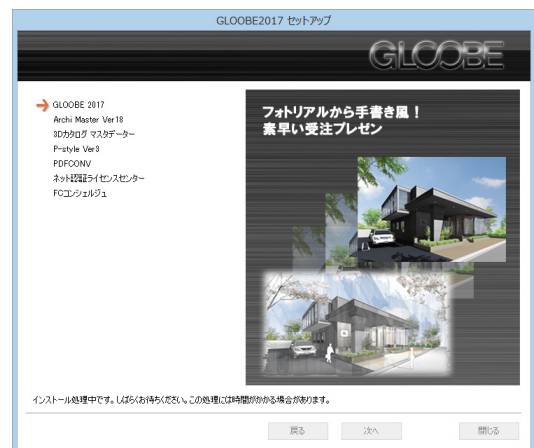 GLOOBE2017 セットアップ
GLOOBE
GLOOBE 2017
Archi Master Ver18
3Dカタログ マスタデーター
P-style Ver3
PDFCONV
ネット認証ライセンスセンター
FCコンシェルジュ
フォトリアルから手書き風!
素早い受注プレゼン
インストール処理中です。しばらくお待ちください。この処理には時間がかかる場合があります。
戻る
次へ
閉じる